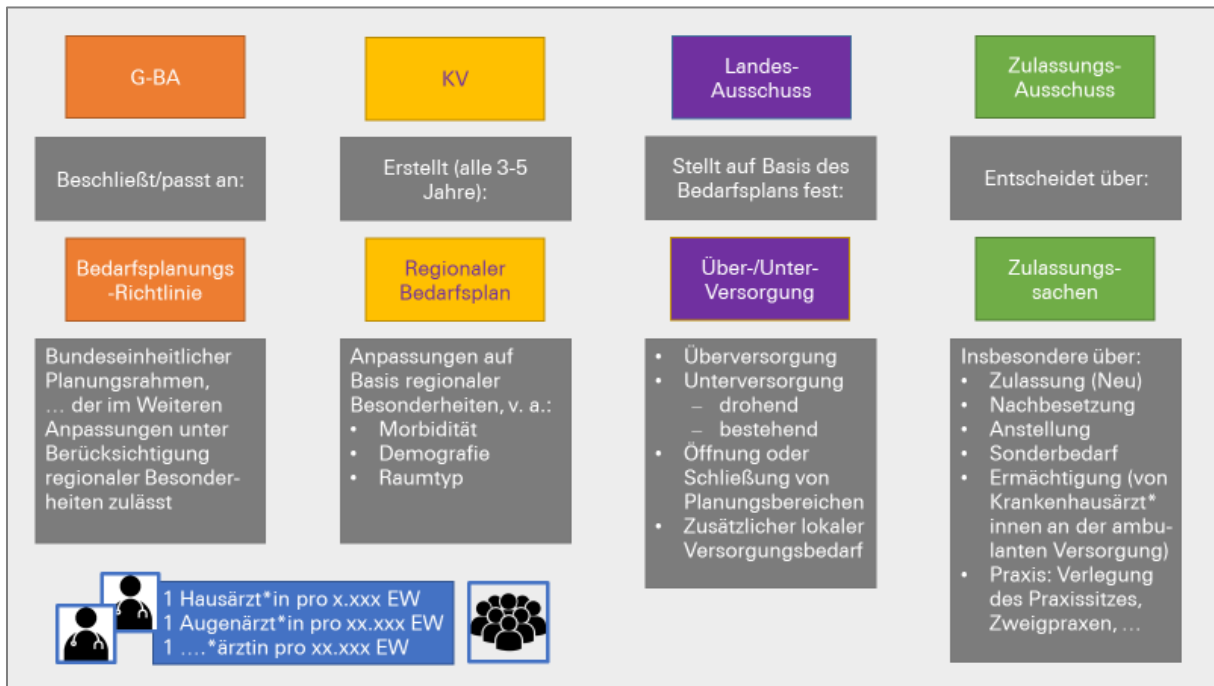 G-BA
Beschließt/passt an:
Bedarfsplanungs
-Richtlinie
Bundeseinheitlicher
Planungsrahmen,
… der im Weiteren
Anpassungen unter
Berücksichtigung
regionaler Besonder-
heiten zulässt
KV
Erstellt (alle 3-5
Jahre):
Regionaler
Bedarfsplan
Anpassungen auf
Basis regionaler
Besonderheiten, v. a.:
• Morbidität
• Demografie
• Raumtyp
Landes-
Ausschuss
Stellt auf Basis des
Bedarfsplans fest:
Über-/Unter-
Versorgung
• Überversorgung
• Unterversorgung
– drohend
– bestehend
• Öffnung oder
Schließung von
Planungsbereichen
• Zusätzlicher lokaler
Versorgungsbedarf
Zulassungs-
Ausschuss
Entscheidet über:
Zulassungs-
sachen
Insbesondere über:
• Zulassung (Neu)
• Nachbesetzung
• Anstellung
• Sonderbedarf
• Ermächtigung (von
Krankenhausärzt*
innen an der ambu-
lanten Versorgung)
• Praxis: Verlegung
des Praxissitzes,
Zweigpraxen, …
1 Hausärzt*in pro x.xxx EW
1 Augenärzt*in pro xx.xxx EW
1 ….*ärztin pro xx.xxx EW